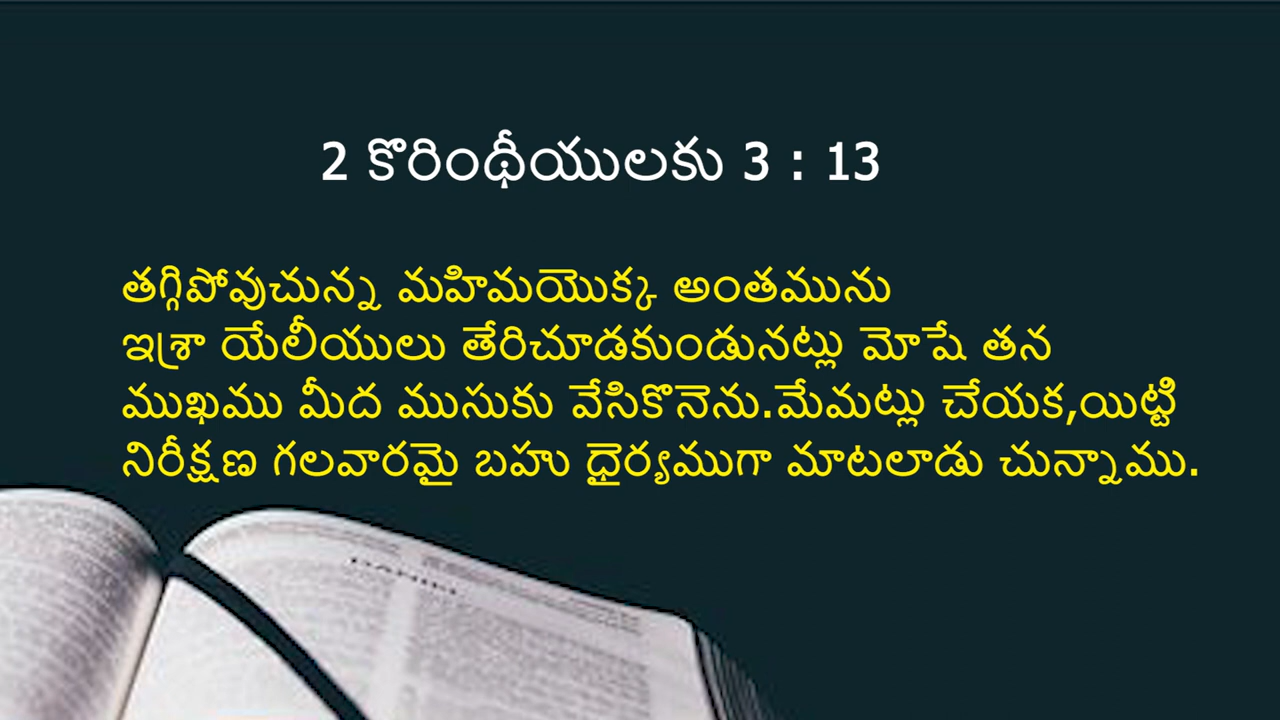 2 కొరింథీయులకు 3 : 13
తగ్గిపోవుచున్న మహిమయొక్క అంతమును
ఇశ్రా యేలీయులు తేరిచూడకుండునట్లు మోషే తన
ముఖము మీద ముసుకు వేసికొనెను.మేమట్లు చేయక,యిట్టి
నిరీక్షణ గలవారమై బహు ధైర్యముగా మాటలాడు చున్నాము.
DANIEL